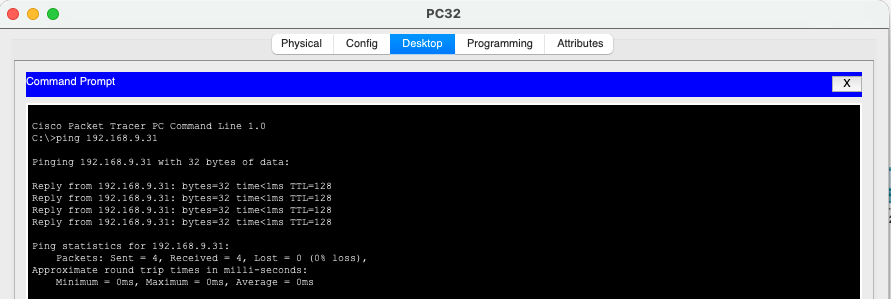 PC32
Physical Config Desktop Programming Attributes
Command Prompt
X
Cisco Packet Tracer PC Command Line 1.0
C:\>ping 192.168.9.31
Pinging 192.168.9.31 with 32 bytes of data:
Reply from 192.168.9.31: bytes=32 time<1ms TTL=128
Reply from 192.168.9.31: bytes=32 time<1ms TTL=128
Reply from 192.168.9.31: bytes=32 time<1ms TTL=128
Reply from 192.168.9.31: bytes=32 time<1ms TTL=128
Ping statistics for 192.168.9.31:
Packets: Sent = 4, Received = 4, Lost = 0 (0% loss),
Approximate round trip times in milli-seconds:
Minimum = 0ms, Maximum = 0ms, Average = 0ms